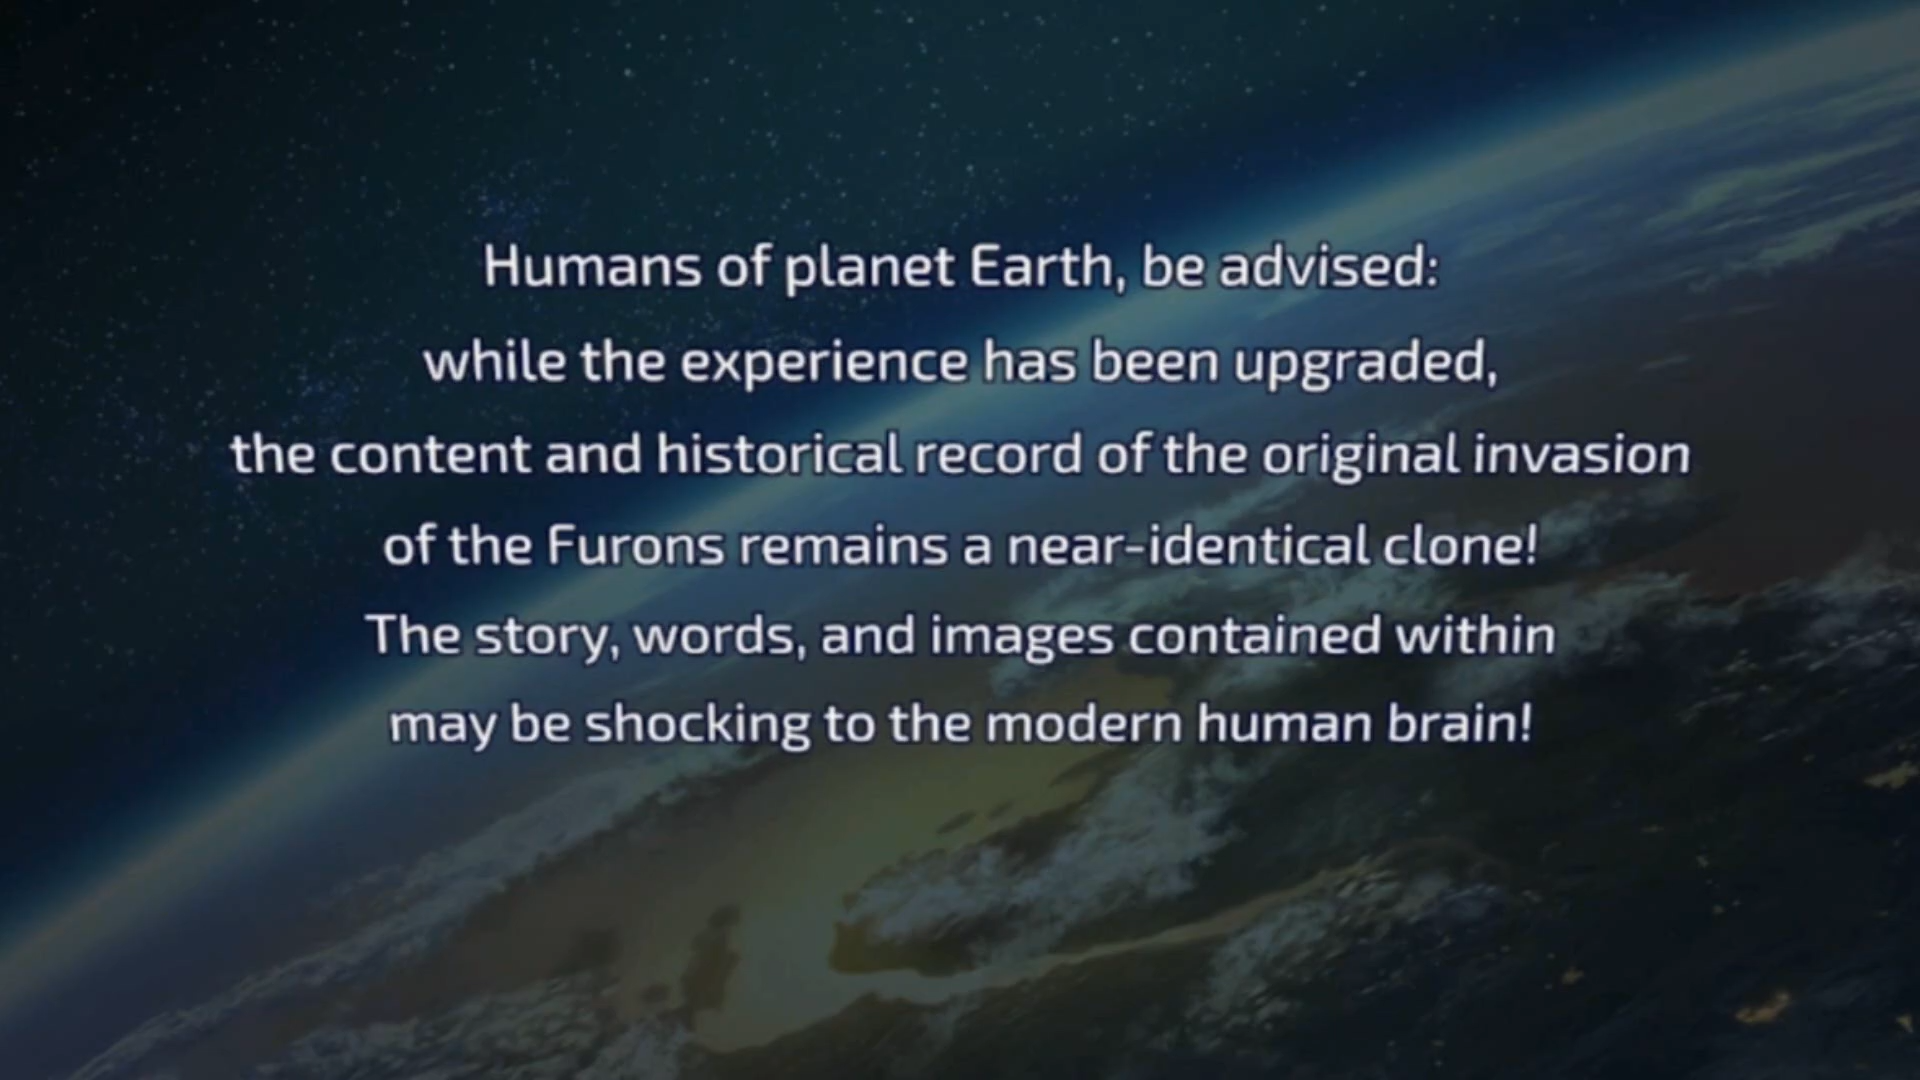 Humans of planet Earth, be advised:
while the experience has been upgraded,
the content and historical record of the original invasion
of the Furons remains a near-identical clone!
The story, words, and images contained within
may be shocking to the modern human brain!